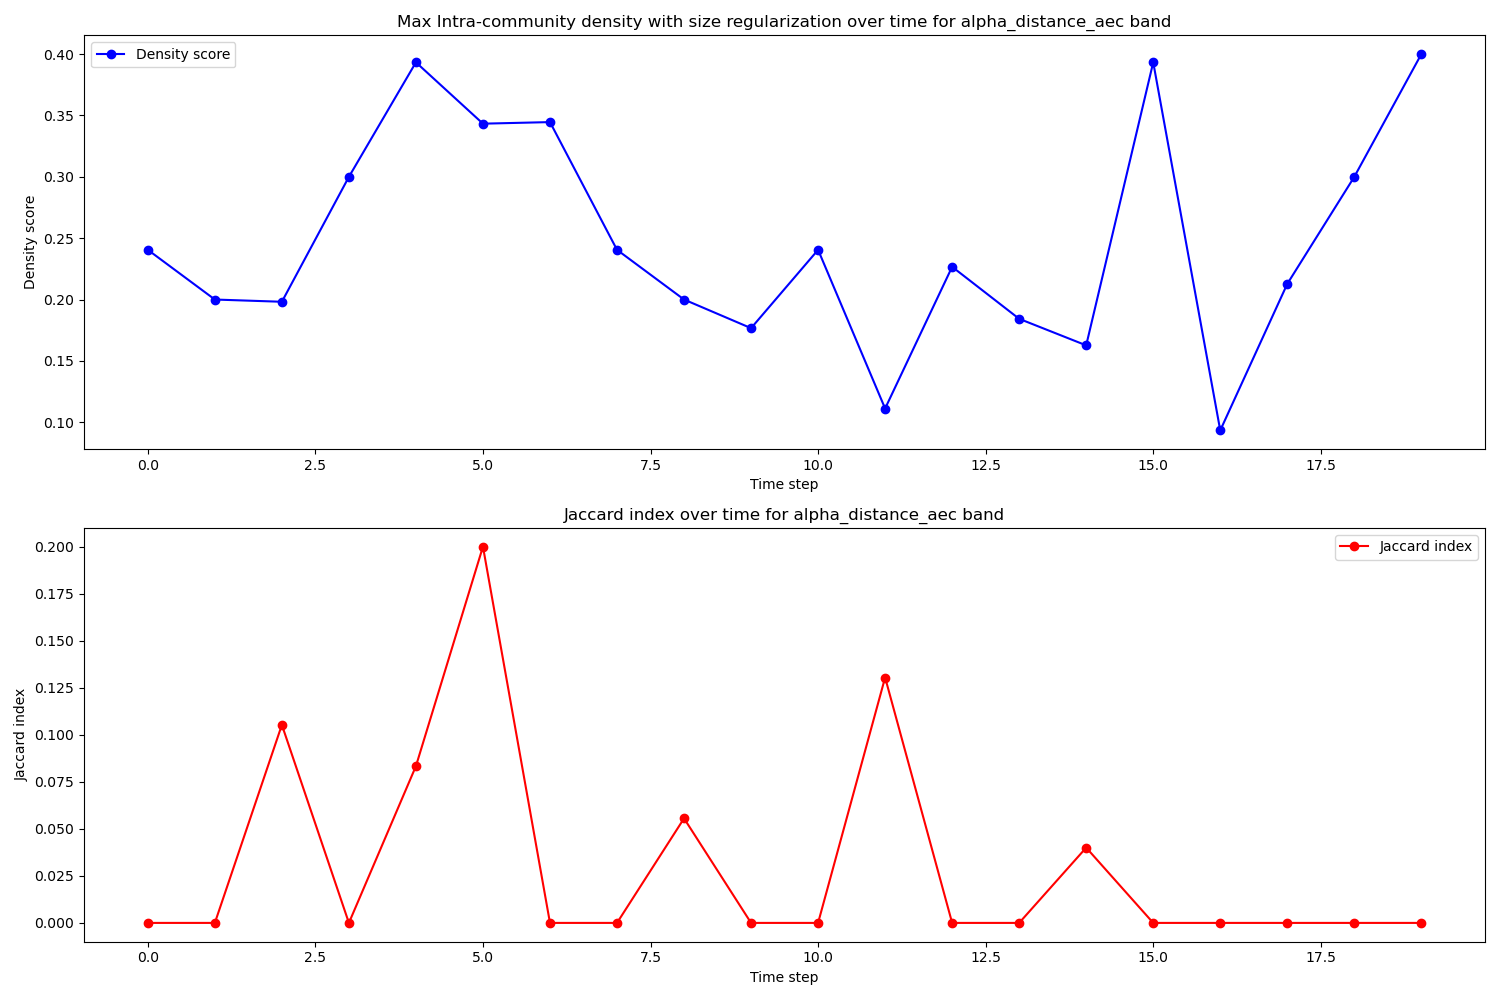 Max Intra-community density with size regularization over time for alpha_distance_aec band
Density score
Density score
0.40
0.35
0.30
0.25
0.20
0.15
0.10
0.0 2.5 5.0 7.5 10.0 12.5 15.0 17.5
Time step
Jaccard index over time for alpha_distance_aec band
Jaccard index
Jaccard index
0.200
0.175
0.150
0.125
0.100
0.075
0.050
0.025
0.000
0.0 2.5 5.0 7.5 10.0 12.5 15.0 17.5
Time step